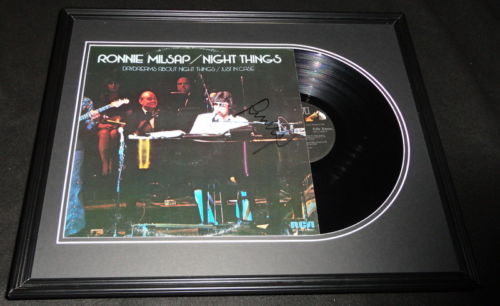 RONNIE MILSAP/NIGHT THINGS
DAYDREAMS ABOUT NIGHT THINGS/JUST IN CASE
RCA